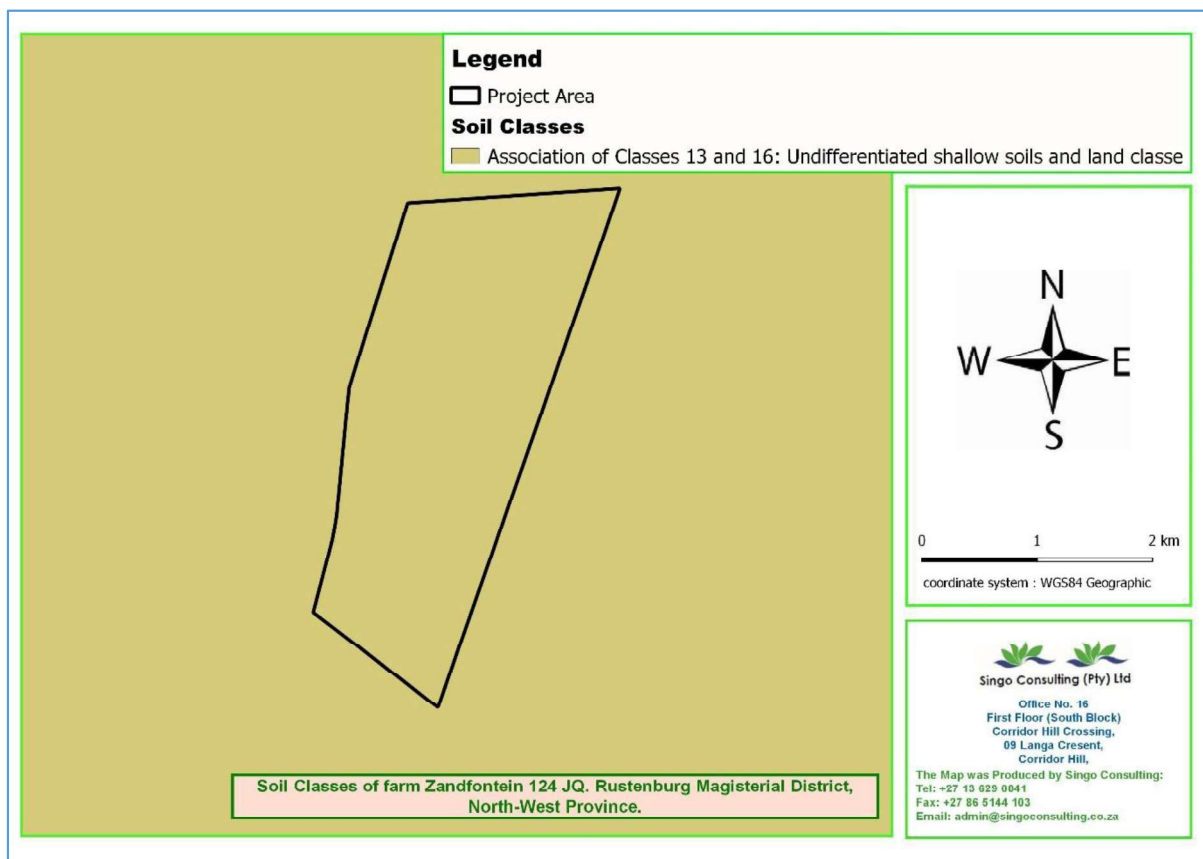 Legend
Project Area
Soil Classes
Association of Classes 13 and 16: Undifferentiated shallow soils and land classe
N
W
E
S
0 1 2 km
coordinate system : WGS84 Geographic
Singo Consulting (Pty) Ltd
Office No. 16
First Floor (South Block)
Corridor Hill Crossing,
09 Langa Cresent,
Corridor Hill,
The Map was Produced by Singo Consulting:
Tel: +27 13 629 0041
Fax: +27 86 5144 103
Email: admin@singoconsulting.co.za
Soil Classes of farm Zandfontein 124 JQ. Rustenburg Magisterial District,
North-West Province.